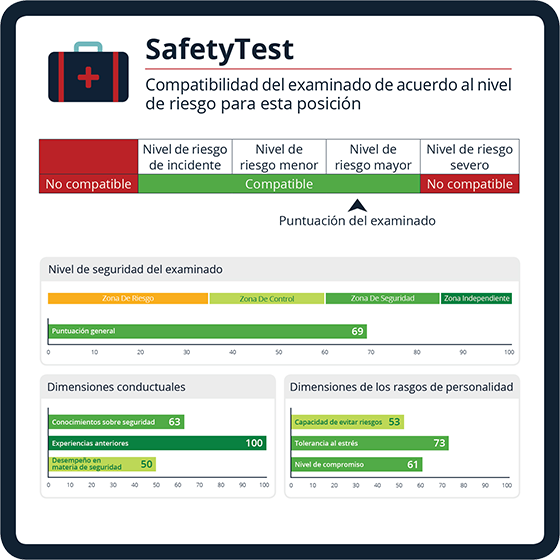 SafetyTest
Compatibilidad del examinado de acuerdo al nivel
de riesgo para esta posición
Nivel de riesgo
de incidente
Nivel de
riesgo menor
Nivel de
riesgo mayor
Nivel de riesgo
severo
No compatible
Compatible
No compatible
Puntuación del examinado
Nivel de seguridad del examinado
Zona De Riesgo
Zona De Control
Zona De Seguridad
Zona Independiente
Puntuación general 69
0 10 20 30 40 50 60 70 80 90 100
Dimensiones conductuales
Conocimientos sobre seguridad 63
Experiencias anteriores 100
Desempeño en
materia de seguridad 50
0 10 20 30 40 50 60 70 80 90 100
Dimensiones de los rasgos de personalidad
Capacidad de evitar riesgos 53
Tolerancia al estrés 73
Nivel de compromiso 61
0 10 20 30 40 50 60 70 80 90 100